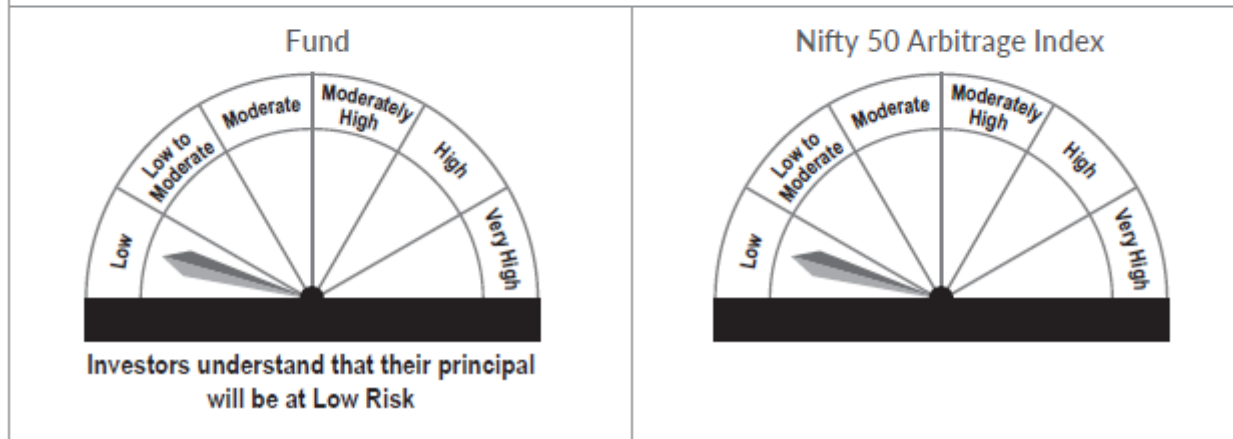 Fund
Low
Low to
Moderate
Moderate
Moderately
High
High
Very High
Investors understand that their principal
will be at Low Risk
Nifty 50 Arbitrage Index
Low
Low to
Moderate
Moderate
Moderately
High
High
Very High